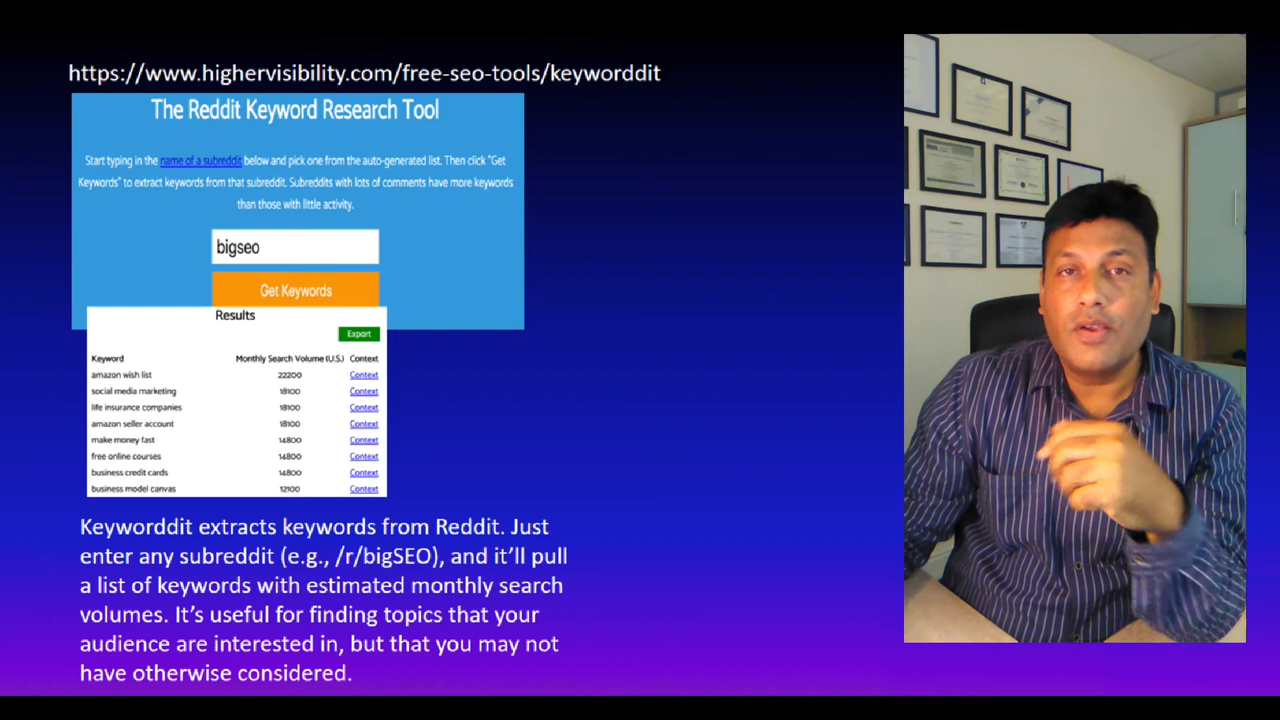 https://www.highervisibility.com/free-seo-tools/keyworddit
The Reddit Keyword Research Tool
Start typing in the name of a subreddit below and pick one from the auto-generated list. Then click "Get
Keywords" to extract keywords from that subreddit. Subreddits with lots of comments have more keywords
than those with little activity.
bigseo
Get Keywords
Results
Export
Keyword Monthly Search Volume (U.S.) Context
amazon wish list 22200 Context
social media marketing 18100 Context
life insurance companies 18100 Context
amazon seller account 18100 Context
make money fast 14800 Context
free online courses 14800 Context
business credit cards 14800 Context
business model canvas 12100 Context
Keyworddit extracts keywords from Reddit. Just
enter any subreddit (e.g., /r/bigSEO), and it’ll pull
a list of keywords with estimated monthly search
volumes. It’s useful for finding topics that your
audience are interested in, but that you may not
have otherwise considered.